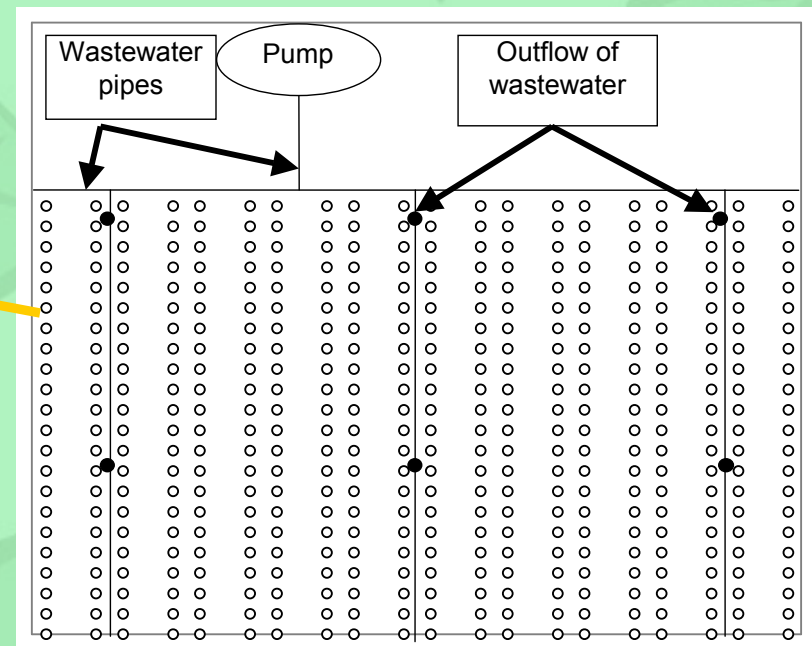 Wastewater
pipes
Pump
Outflow of
wastewater